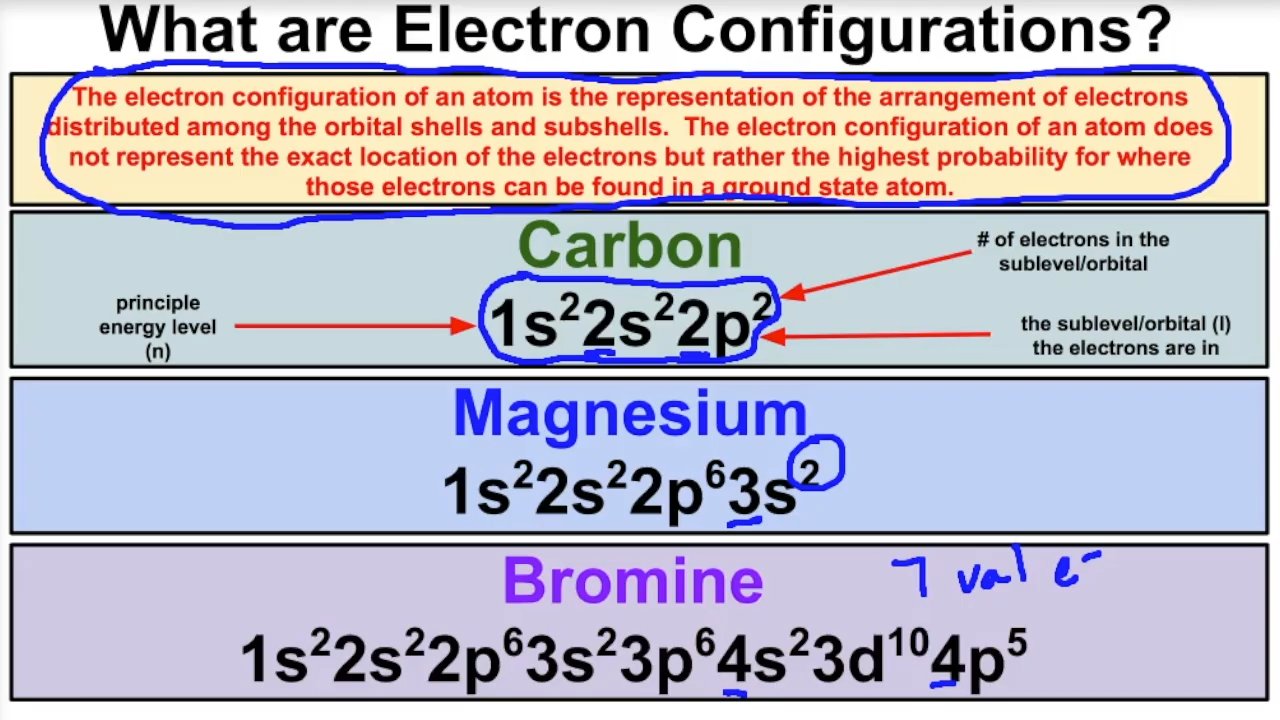 What are Electron Configurations?
The electron configuration of an atom is the representation of the arrangement of electrons
distributed among the orbital shells and subshells. The electron configuration of an atom does
not represent the exact location of the electrons but rather the highest probability for where
those electrons can be found in a ground state atom.
Carbon
# of electrons in the
sublevel/orbital
principle
energy level
(n)
1s²2s²2p²
the sublevel/orbital (l)
the electrons are in
Magnesium
1s²2s²2p⁶3s²
Bromine
7 val e⁻
1s²2s²2p⁶3s²3p⁶4s²3d¹⁰4p⁵